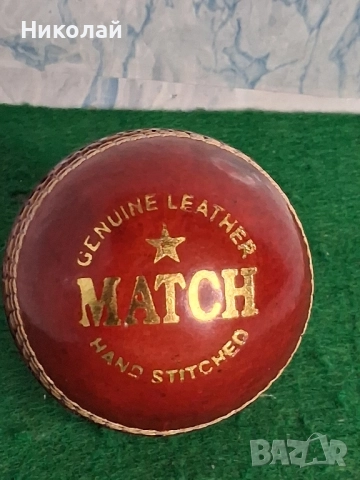 Николай
GENUINE LEATHER
MATCH
HAND STITCHED
BAZAR